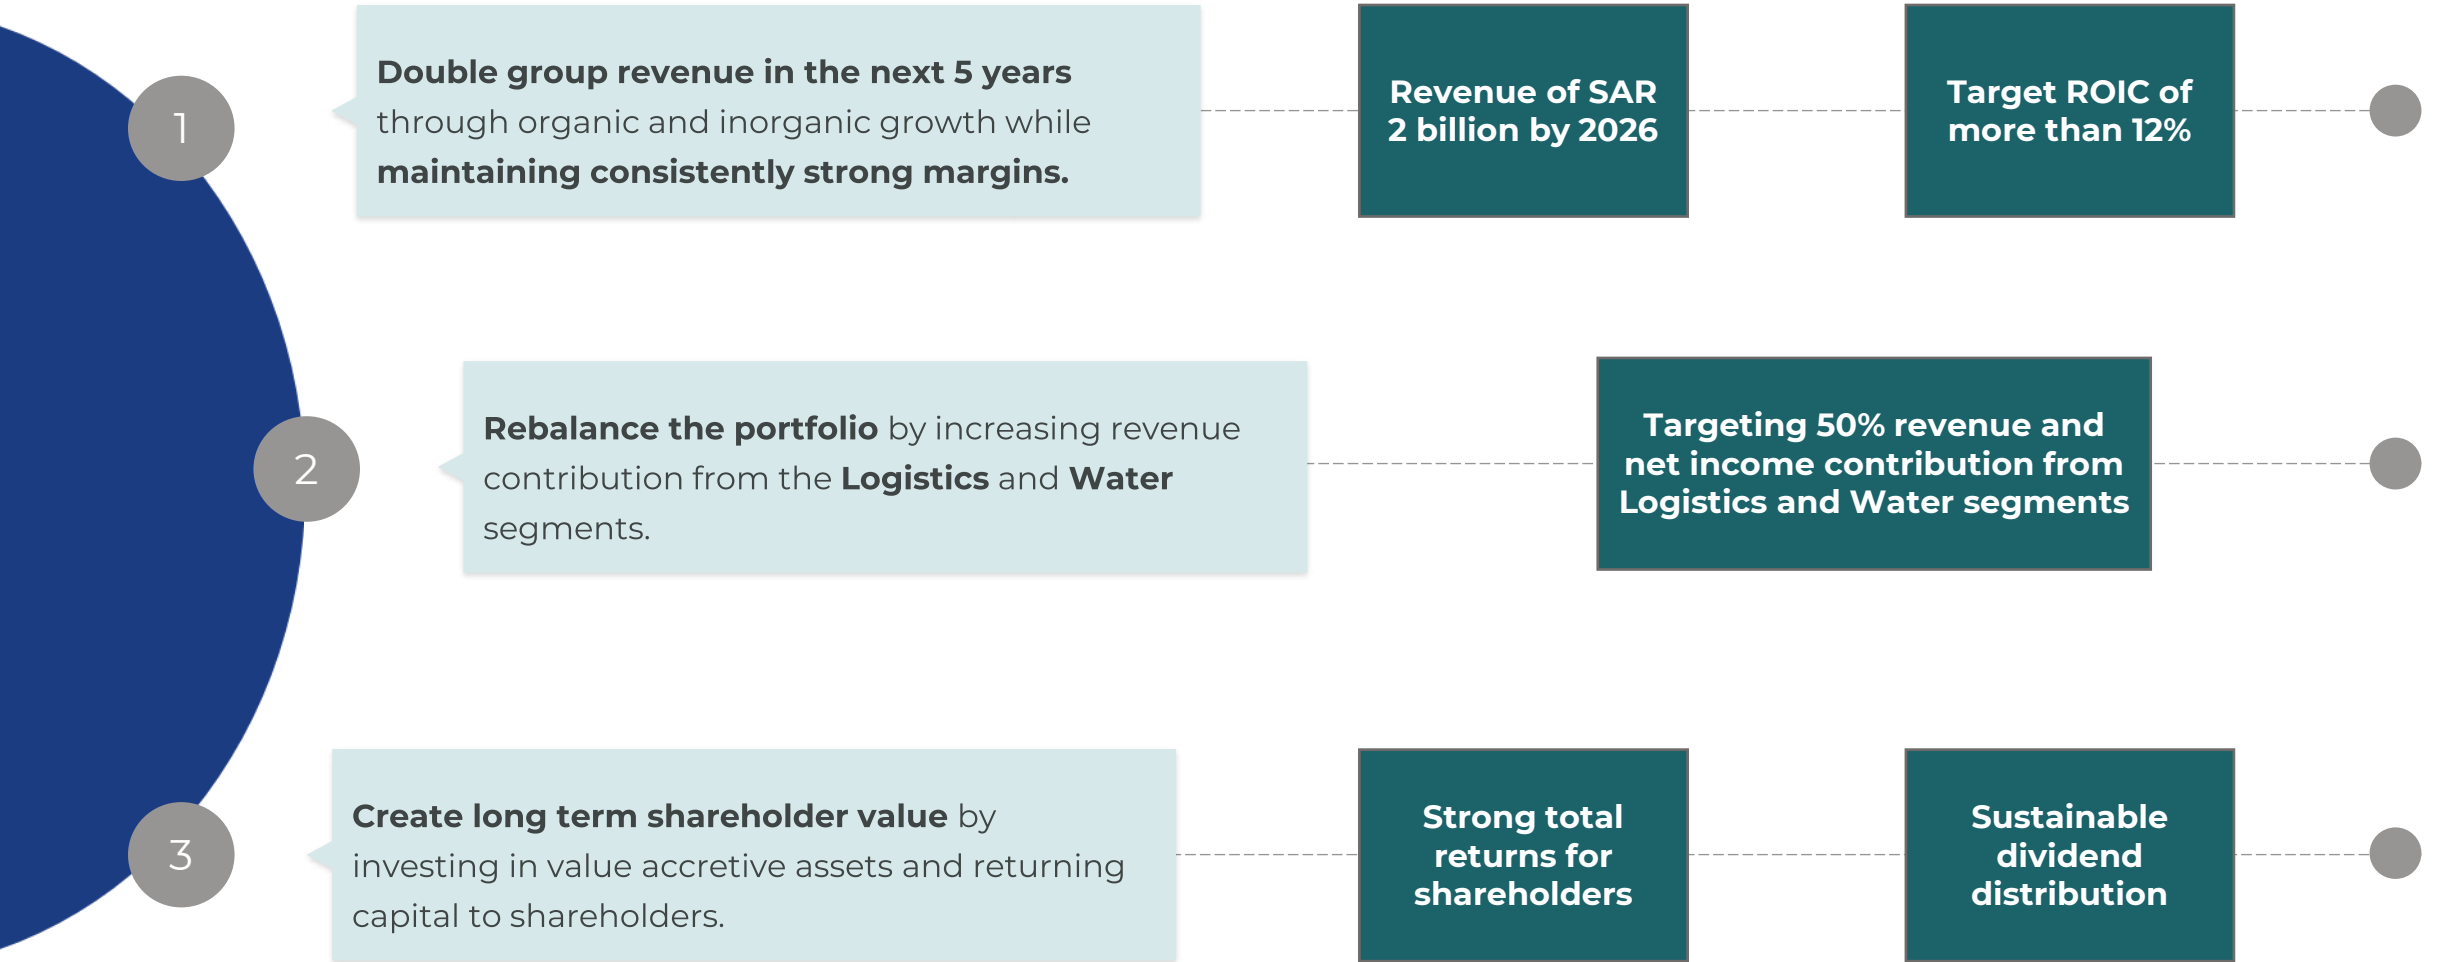 1
Double group revenue in the next 5 years
through organic and inorganic growth while
maintaining consistently strong margins.
Revenue of SAR
2 billion by 2026
Target ROIC of
more than 12%
2
Rebalance the portfolio by increasing revenue
contribution from the Logistics and Water
segments.
Targeting 50% revenue and
net income contribution from
Logistics and Water segments
3
Create long term shareholder value by
investing in value accretive assets and returning
capital to shareholders.
Strong total
returns for
shareholders
Sustainable
dividend
distribution